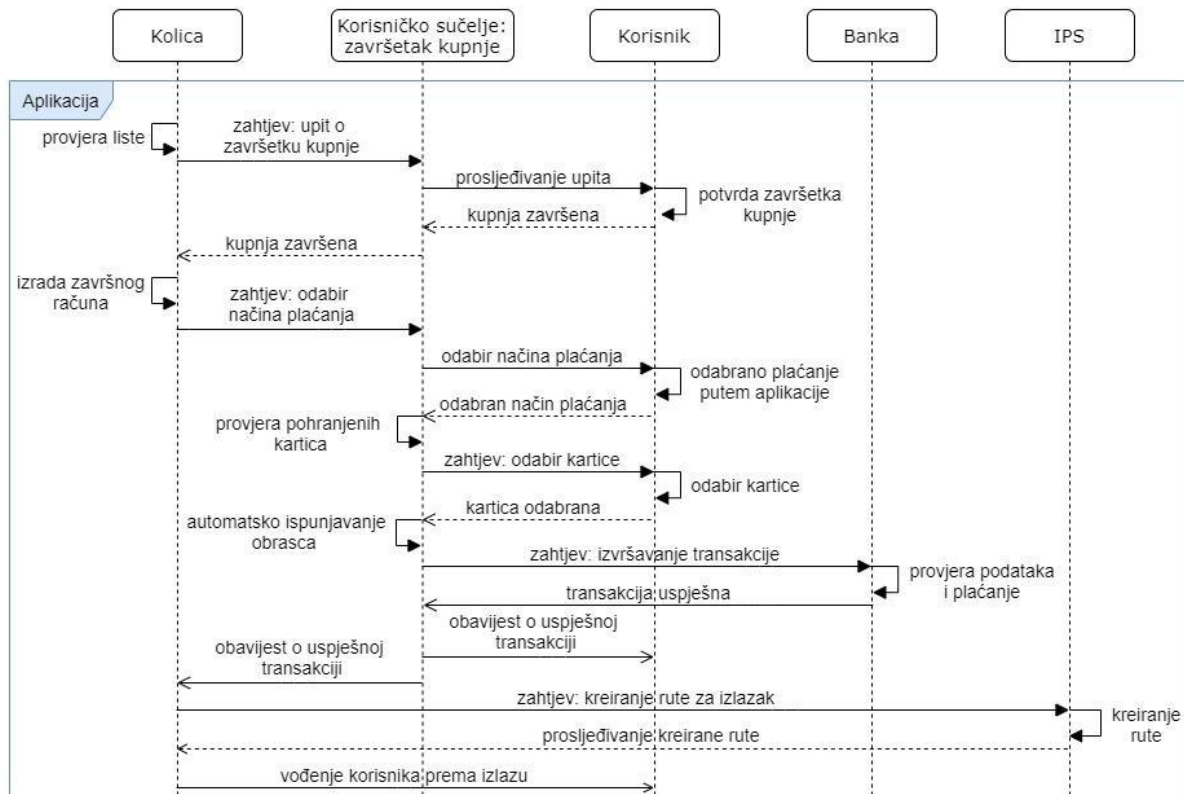 Kolica
Korisničko sučelje:
završetak kupnje
Korisnik
Banka
IPS
Aplikacija
provjera liste
zahtjev: upit o
završetku kupnje
prosljeđivanje upita
potvrda završetka
kupnje
kupnja završena
kupnja završena
izrada završnog
računa
zahtjev: odabir
načina plaćanja
odabir načina plaćanja
odabrano plaćanje
putem aplikacije
odabran način plaćanja
provjera pohranjenih
kartica
zahtjev: odabir kartice
odabir kartice
kartica odabrana
automatsko ispunjavanje
obrasca
zahtjev: izvršavanje transakcije
provjera podataka
i plaćanje
transakcija uspješna
obavijest o uspješnoj
transakciji
obavijest o uspješnoj
transakciji
zahtjev: kreiranje rute za izlazak
kreiranje
rute
prosljeđivanje kreirane rute
vođenje korisnika prema izlazu